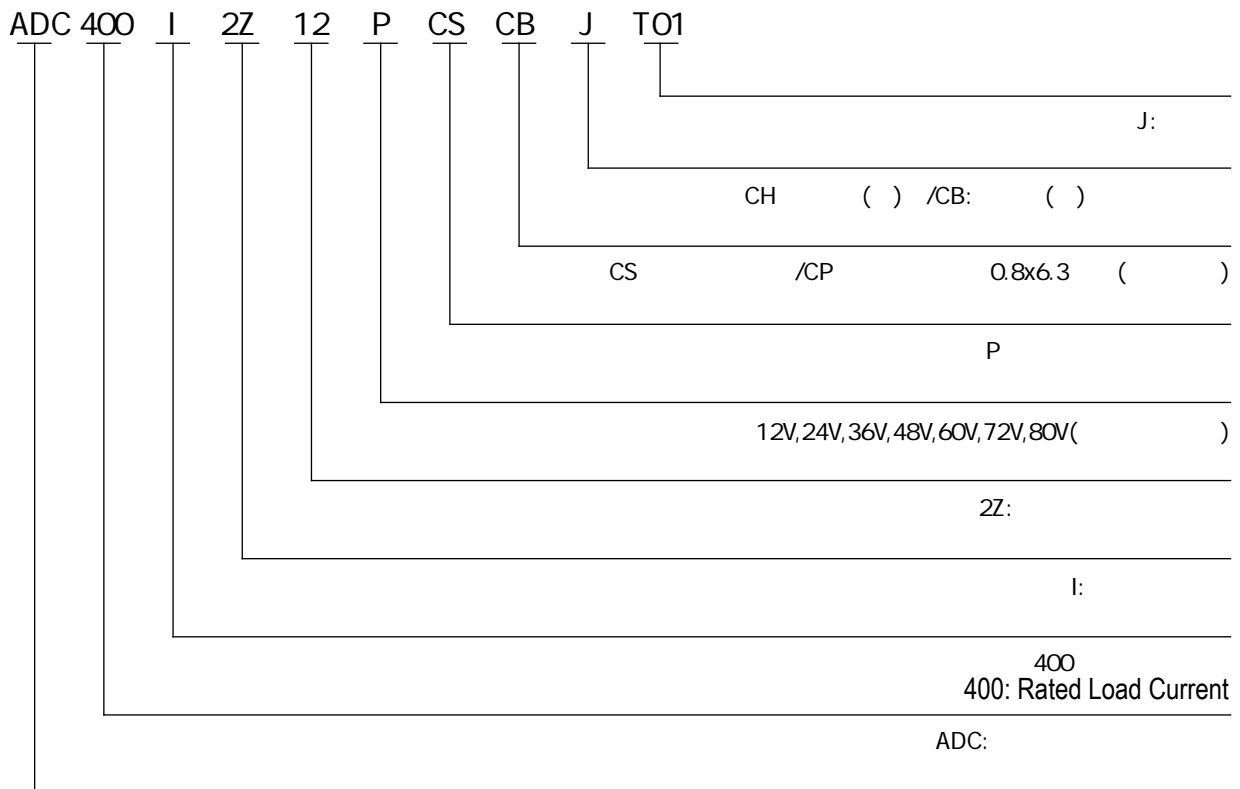 ADC 400 I 2Z 12 P CS CB J T01
J:
CH ( ) /CB: ( )
CS /CP 0.8x6.3 ( )
P
12V,24V,36V,48V,60V,72V,80V( )
2Z:
I:
400
400: Rated Load Current
ADC: